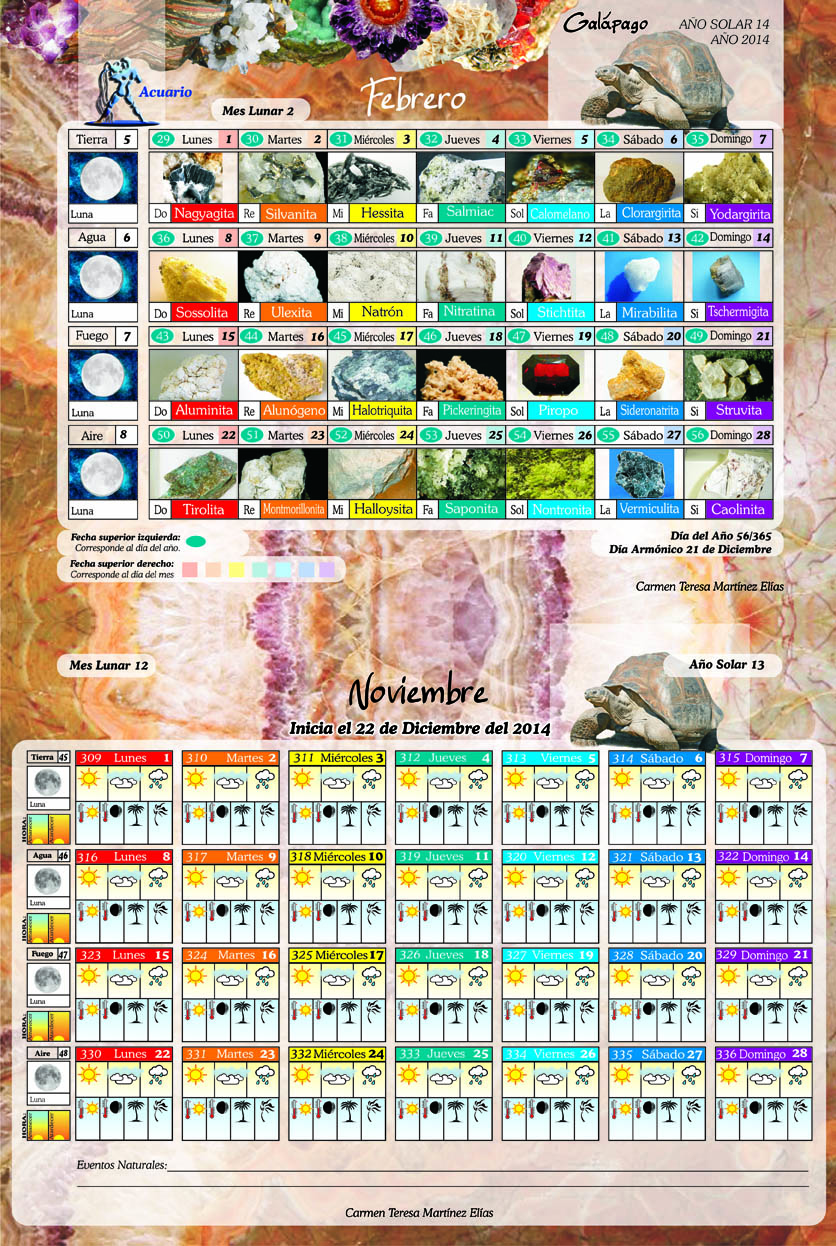 Galápago
AÑO SOLAR 14
AÑO 2014
Acuario
Mes Lunar 2
Febrero
Tierra 5 29 Lunes 1 30 Martes 2 31 Miércoles 3 32 Jueves 4 33 Viernes 5 34 Sábado 6 35 Domingo 7
Luna Do Nagyagita Re Silvanita Mi Hessita Fa Salmiac Sol Calomelano La Clorargirita Si Yodargirita
Agua 6 36 Lunes 8 37 Martes 9 38 Miércoles 10 39 Jueves 11 40 Viernes 12 41 Sábado 13 42 Domingo 14
Luna Do Sossolita Re Ulexita Mi Natrón Fa Nitratina Sol Stichtita La Mirabilita Si Tschermigita
Fuego 7 43 Lunes 15 44 Martes 16 45 Miércoles 17 46 Jueves 18 47 Viernes 19 48 Sábado 20 49 Domingo 21
Luna Do Aluminita Re Alunógeno Mi Halotriquita Fa Pickeringita Sol Piropo La Sideronatrita Si Struvita
Aire 8 50 Lunes 22 51 Martes 23 52 Miércoles 24 53 Jueves 25 54 Viernes 26 55 Sábado 27 56 Domingo 28
Luna Do Tirolita Re Montmorillonita Mi Halloysita Fa Saponita Sol Nontronita La Vermiculita Si Caolinita
Fecha superior izquierda:
Corresponde al día del año.
Fecha superior derecho:
Corresponde al día del mes
Día del Año 56/365
Día Armónico 21 de Diciembre
Carmen Teresa Martínez Elías
Mes Lunar 12
Año Solar 13
Noviembre
Inicia el 22 de Diciembre del 2014
Tierra 45 309 Lunes 1 310 Martes 2 311 Miércoles 3 312 Jueves 4 313 Viernes 5 314 Sábado 6 315 Domingo 7
Luna
HORA: Amanecer Atardecer
Agua 46 316 Lunes 8 317 Martes 9 318 Miércoles 10 319 Jueves 11 320 Viernes 12 321 Sábado 13 322 Domingo 14
Luna
HORA: Amanecer Atardecer
Fuego 47 323 Lunes 15 324 Martes 16 325 Miércoles 17 326 Jueves 18 327 Viernes 19 328 Sábado 20 329 Domingo 21
Luna
HORA: Amanecer Atardecer
Aire 48 330 Lunes 22 331 Martes 23 332 Miércoles 24 333 Jueves 25 334 Viernes 26 335 Sábado 27 336 Domingo 28
Luna
HORA: Amanecer Atardecer
Eventos Naturales:
Carmen Teresa Martínez Elías